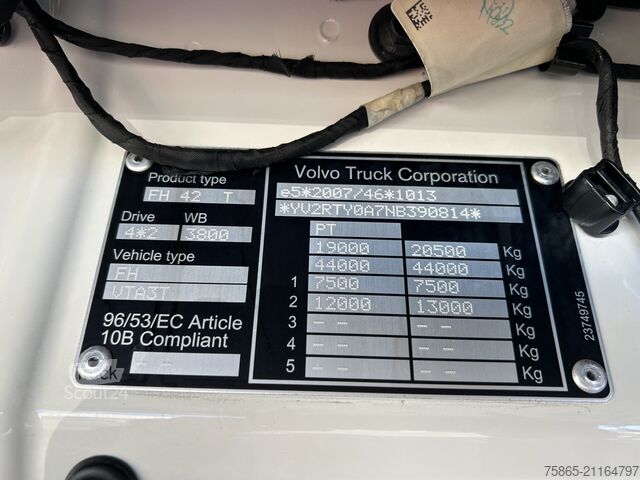 Product type
FH 42 T
Drive WB
4*2 3800
Vehicle type
FH
VTA3T
96/53/EC Article
10B Compliant
- -
Volvo Truck Corporation
e5*2007/46*1013
*YV2RTY0A7NB390814*
PT
19000 20500 Kg
44000 44000 Kg
1 7500 7500 Kg
2 12000 13000 Kg
3 - - - - Kg
4 - - - - Kg
5 - - - - Kg
23749745
Truck
Scout24
75865-21164797